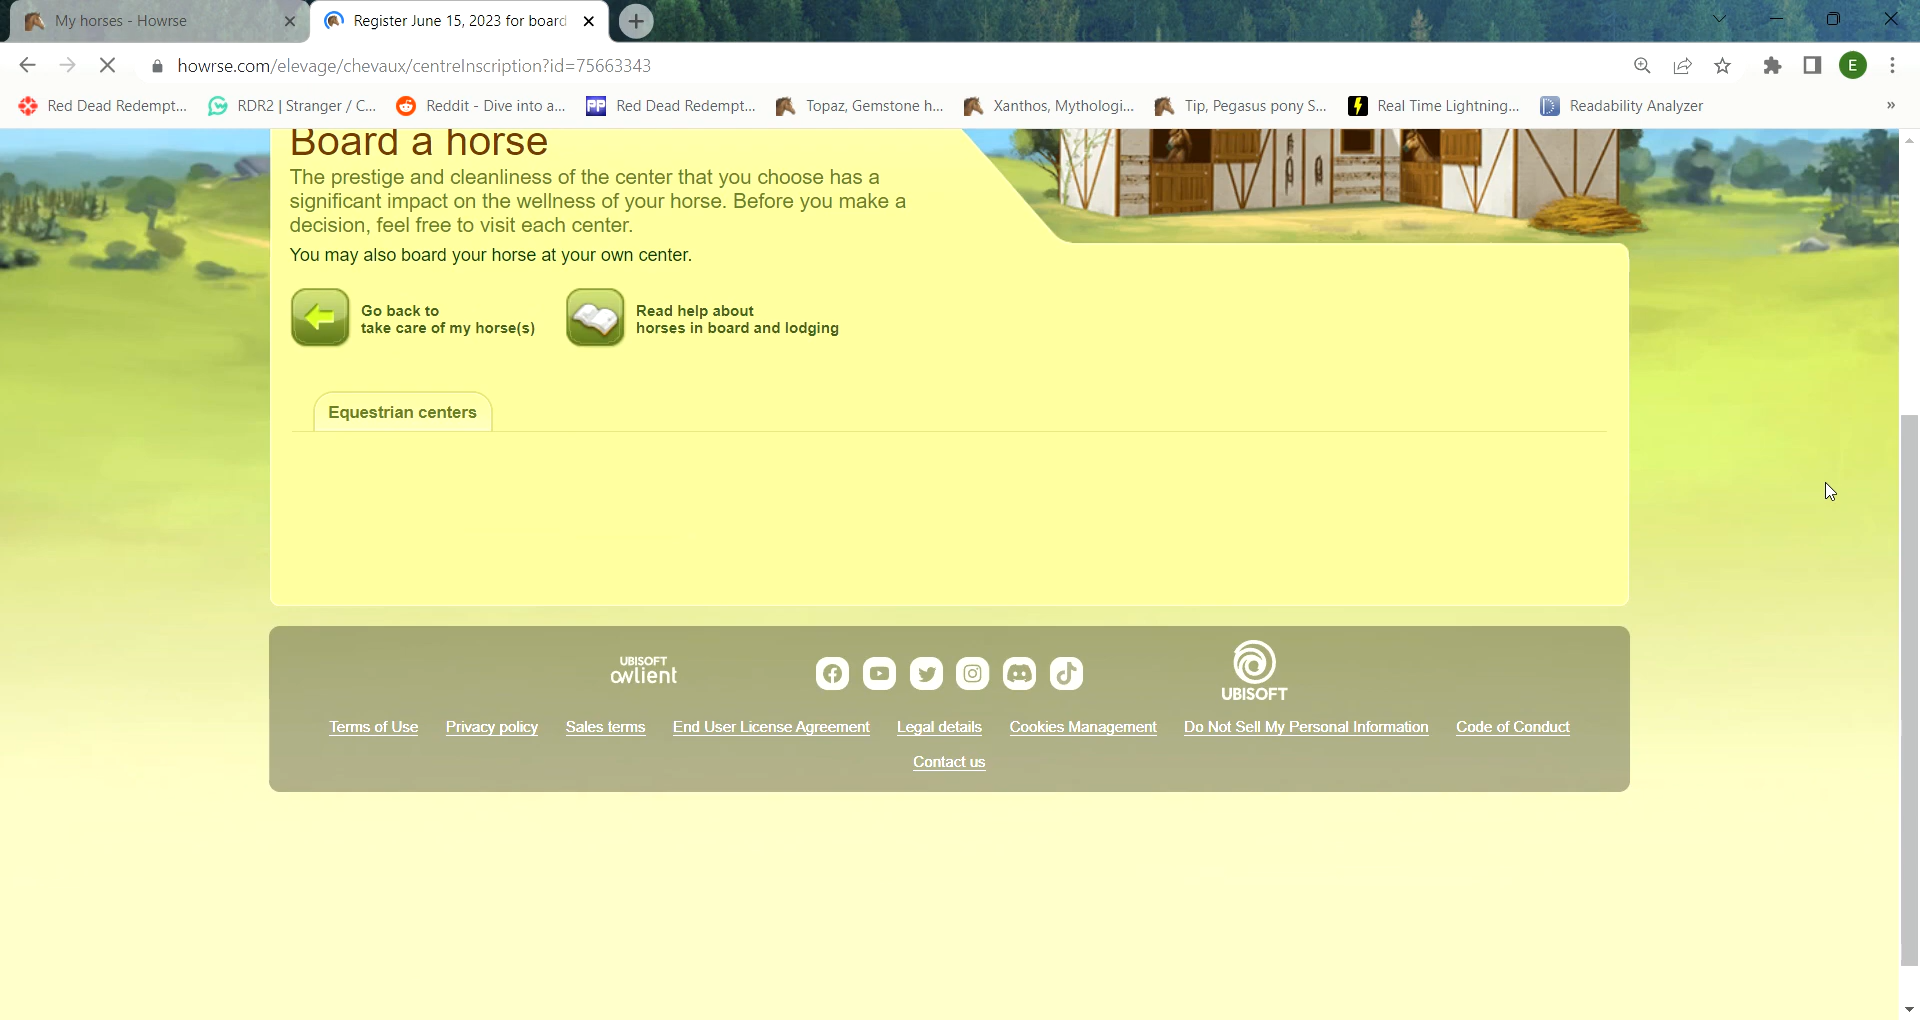 My horses - Howrse
Register June 15, 2023 for board
howrse.com/elevage/chevaux/centreInscription?id=75663343
E
Red Dead Redempt...
RDR2 | Stranger / C...
Reddit - Dive into a...
PP
Red Dead Redempt...
Topaz, Gemstone h...
Xanthos, Mythologi...
Tip, Pegasus pony S...
Real Time Lightning...
Readability Analyzer
»
Board a horse
The prestige and cleanliness of the center that you choose has a
significant impact on the wellness of your horse. Before you make a
decision, feel free to visit each center.
You may also board your horse at your own center.
Go back to
take care of my horse(s)
Read help about
horses in board and lodging
Equestrian centers
UBISOFT
owlient
UBISOFT
Terms of Use
Privacy policy
Sales terms
End User License Agreement
Legal details
Cookies Management
Do Not Sell My Personal Information
Code of Conduct
Contact us